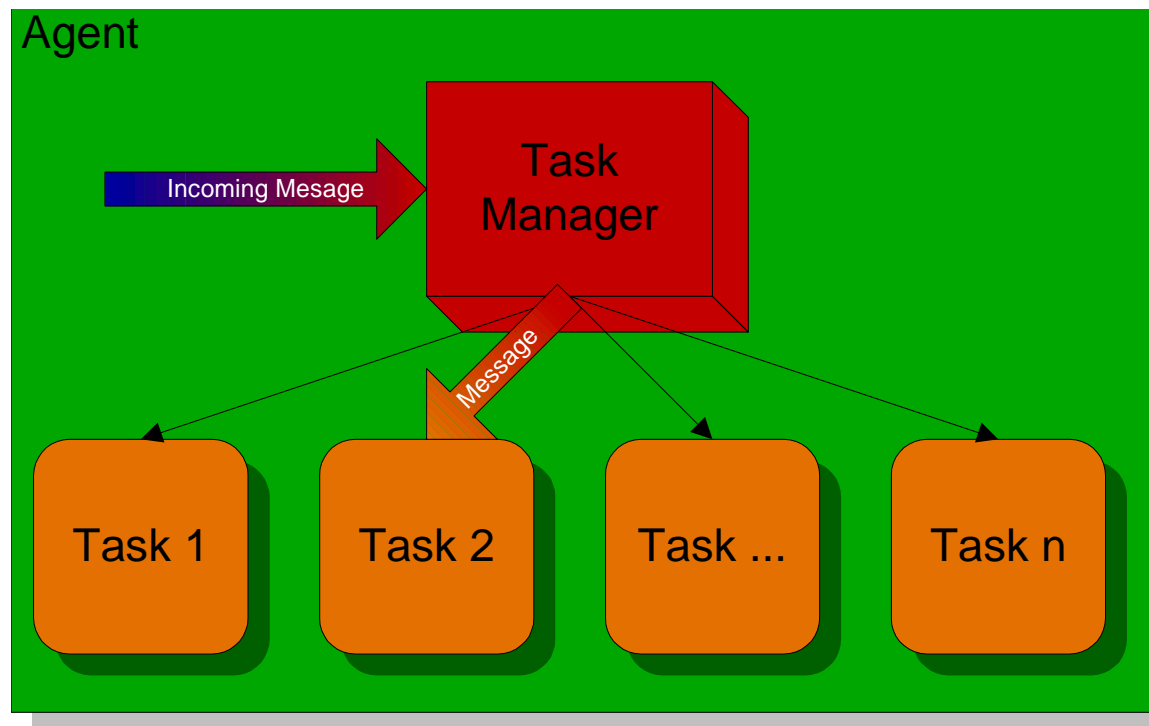 Agent
Task
Manager
Incoming Mesage
Message
Task 1
Task 2
Task ...
Task n